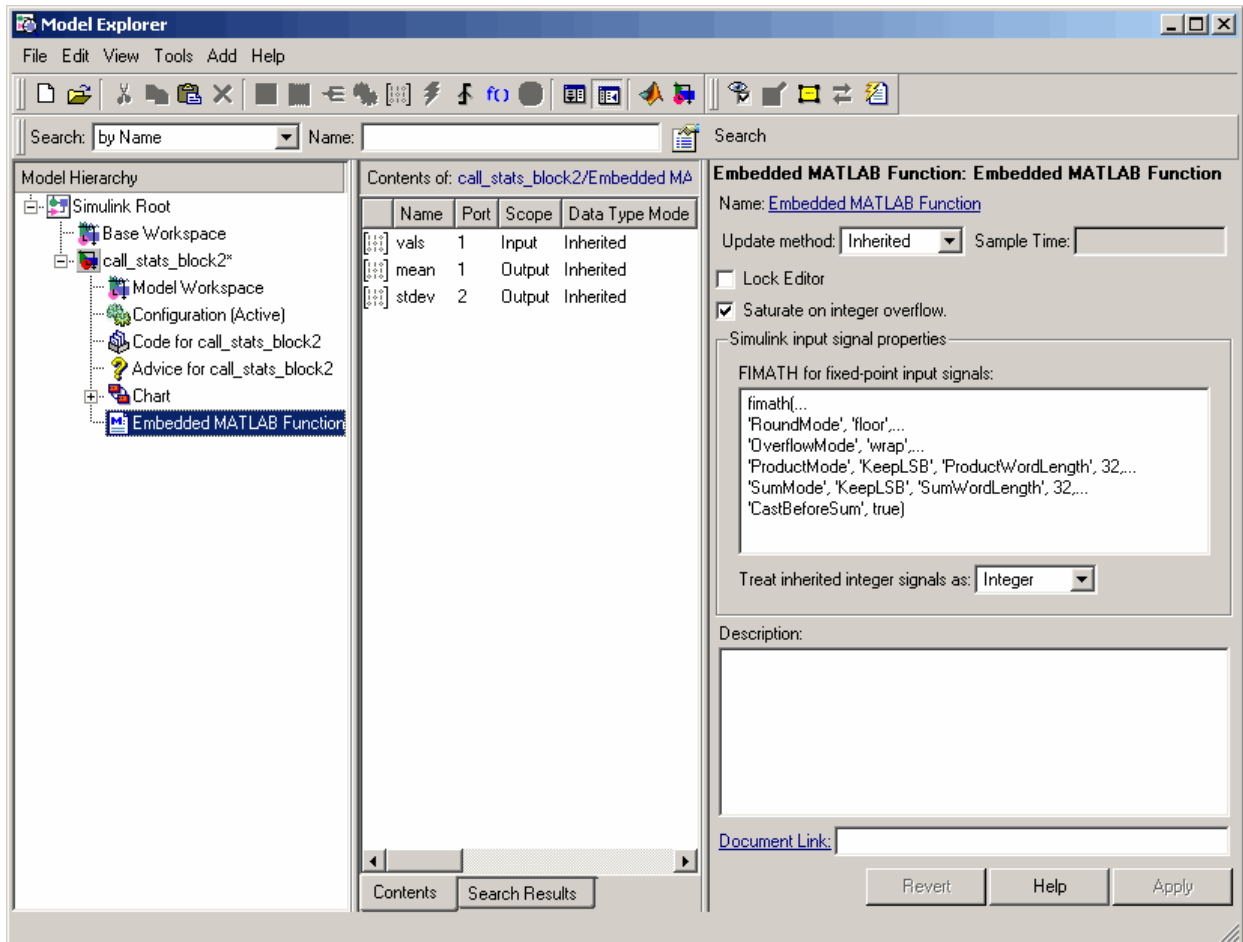 Model Explorer
File Edit View Tools Add Help
f()
Search: by Name Name: Search
Model Hierarchy
Simulink Root
Base Workspace
call_stats_block2*
Model Workspace
Configuration (Active)
Code for call_stats_block2
Advice for call_stats_block2
Chart
Embedded MATLAB Function
Contents of: call_stats_block2/Embedded MA
Name Port Scope Data Type Mode
vals 1 Input Inherited
mean 1 Output Inherited
stdev 2 Output Inherited
Contents Search Results
Embedded MATLAB Function: Embedded MATLAB Function
Name: Embedded MATLAB Function
Update method: Inherited Sample Time:
Lock Editor
Saturate on integer overflow.
Simulink input signal properties
FIMATH for fixed-point input signals:
fimath(...
'RoundMode', 'floor',...
'OverflowMode', 'wrap',...
'ProductMode', 'KeepLSB', 'ProductWordLength', 32,...
'SumMode', 'KeepLSB', 'SumWordLength', 32,...
'CastBeforeSum', true)
Treat inherited integer signals as: Integer
Description:
Document Link:
Revert Help Apply